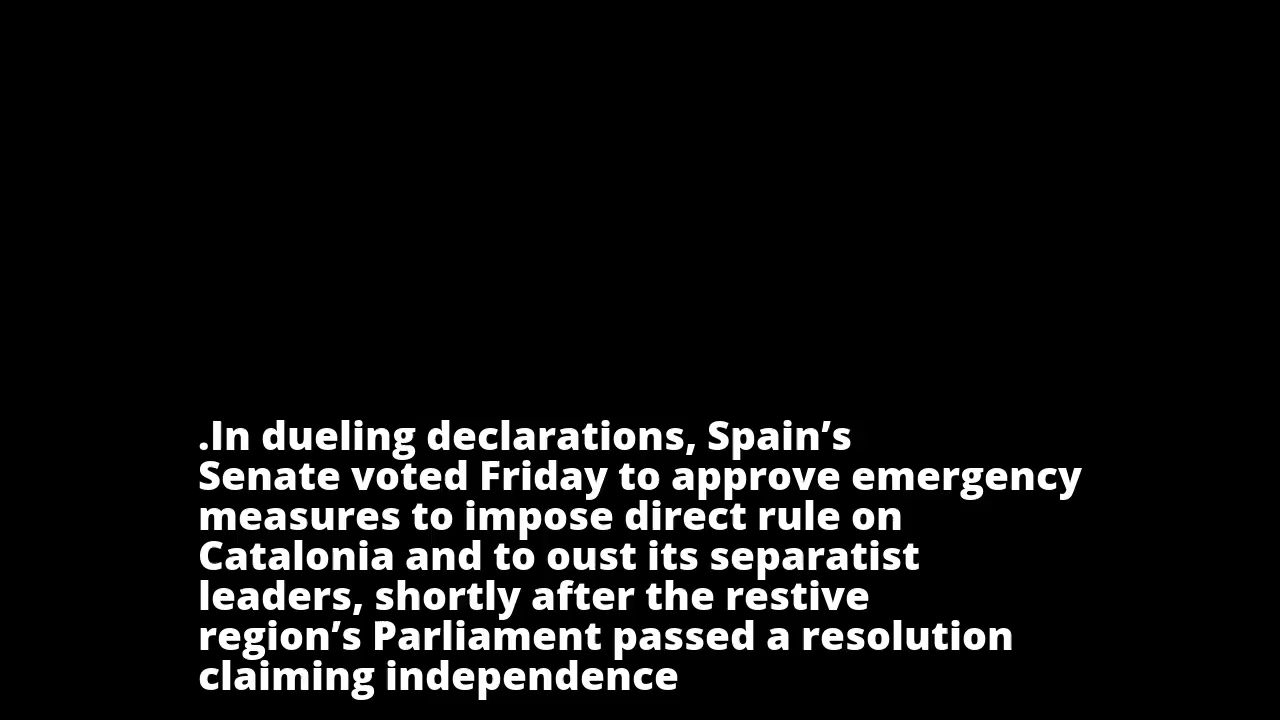 .In dueling declarations, Spain’s
Senate voted Friday to approve emergency
measures to impose direct rule on
Catalonia and to oust its separatist
leaders, shortly after the restive
region’s Parliament passed a resolution
claiming independence